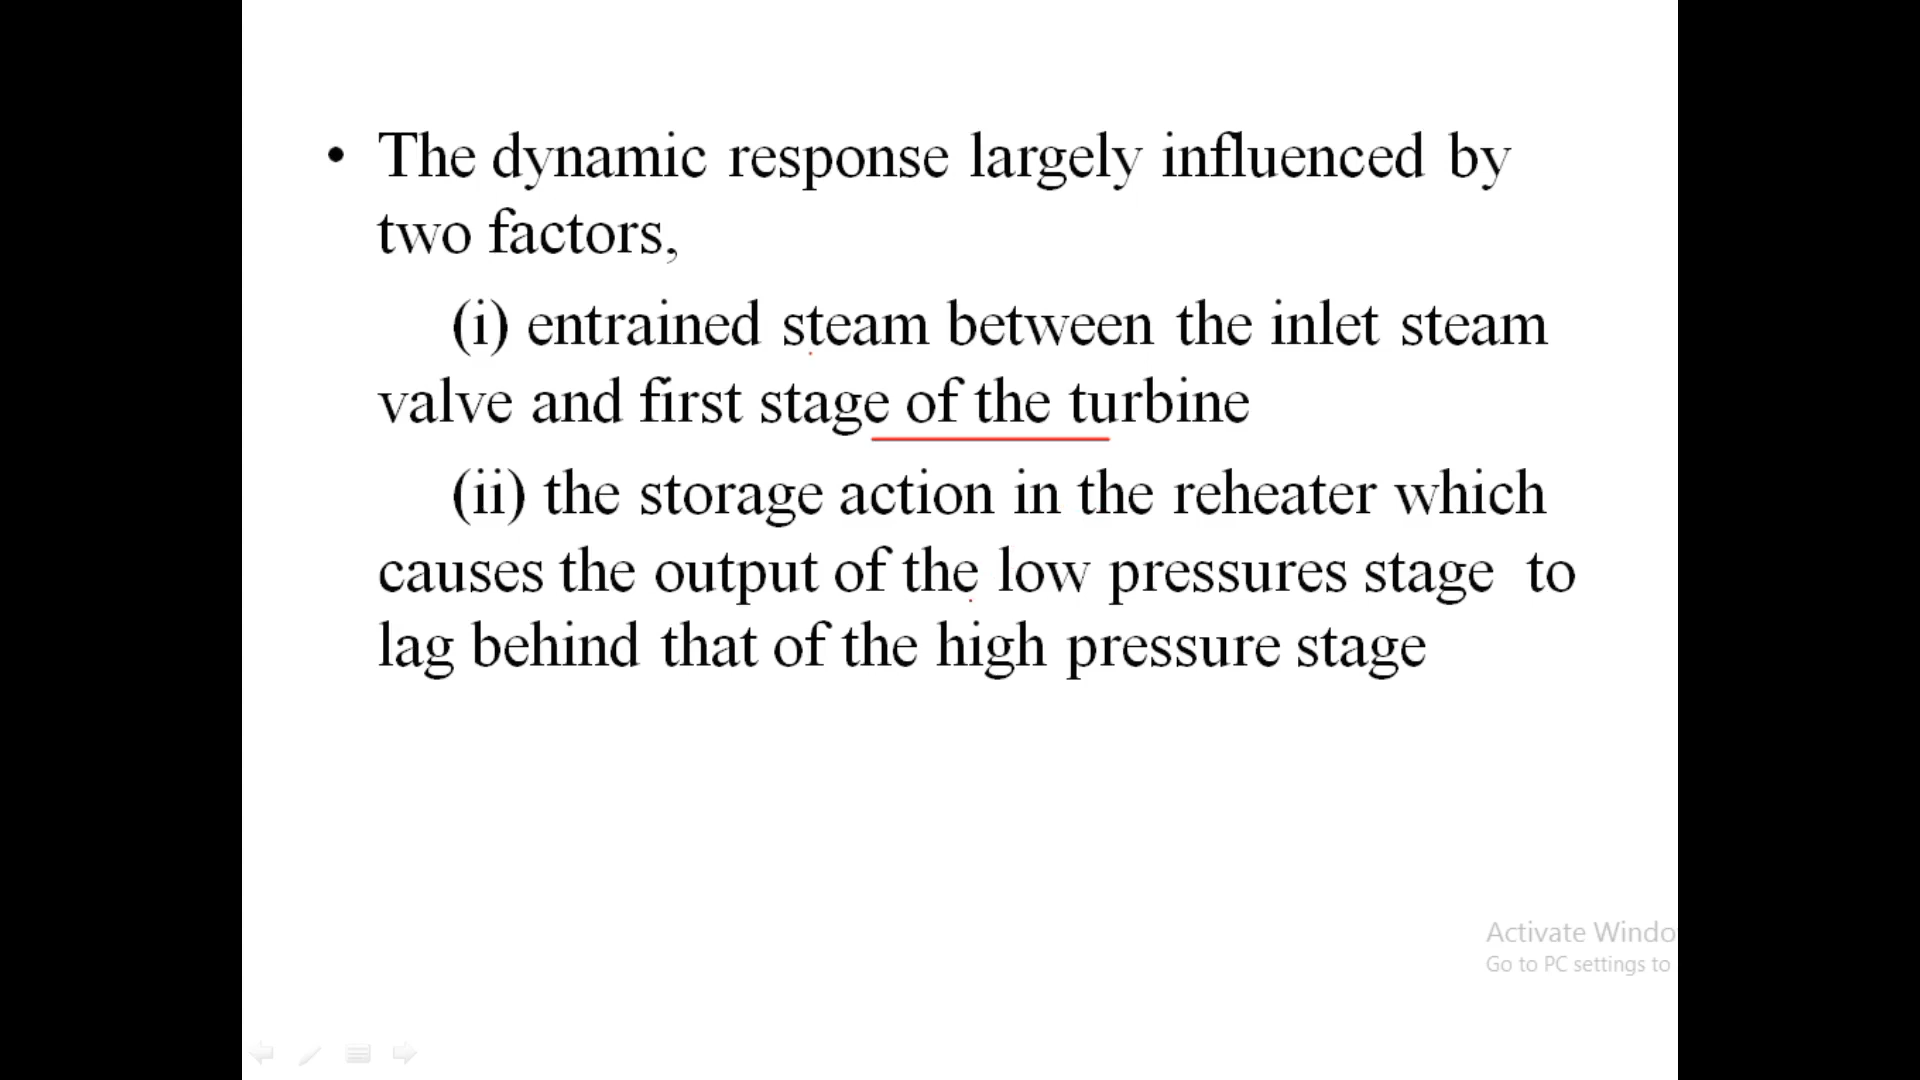 • The dynamic response largely influenced by
two factors,
(i) entrained steam between the inlet steam
valve and first stage of the turbine
(ii) the storage action in the reheater which
causes the output of the low pressures stage to
lag behind that of the high pressure stage
Activate Windo
Go to PC settings to